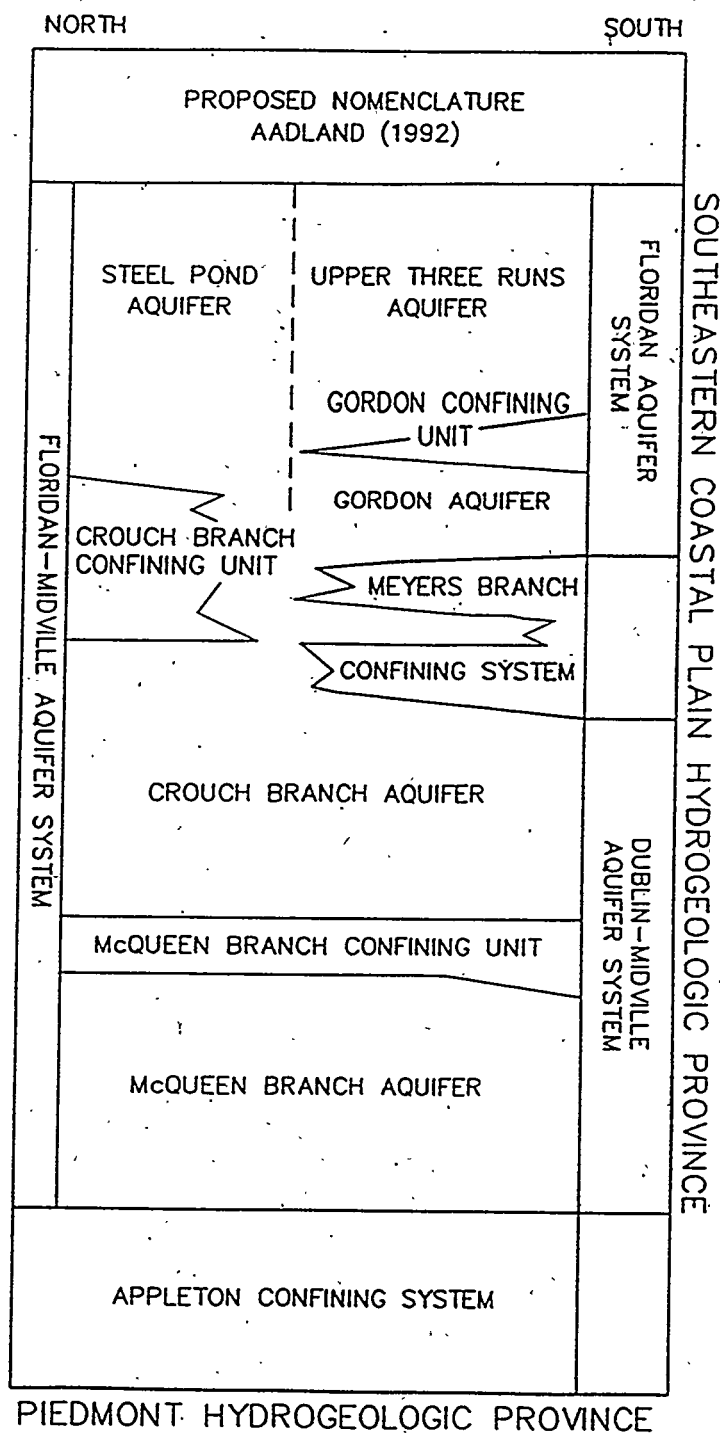 NORTH
SOUTH
PROPOSED NOMENCLATURE
AADLAND (1992)
STEEL POND
AQUIFER
UPPER THREE RUNS
AQUIFER
GORDON CONFINING
UNIT
GORDON AQUIFER
CROUCH BRANCH
CONFINING UNIT
MEYERS BRANCH
CONFINING SYSTEM
CROUCH BRANCH AQUIFER
McQUEEN BRANCH CONFINING UNIT
McQUEEN BRANCH AQUIFER
APPLETON CONFINING SYSTEM
FLORIDAN-MIDVILLE AQUIFER SYSTEM
FLORIDAN AQUIFER
SYSTEM
DUBLIN-MIDVILLE
AQUIFER SYSTEM
SOUTHEASTERN COASTAL PLAIN HYDROGEOLOGIC PROVINCE
PIEDMONT HYDROGEOLOGIC PROVINCE